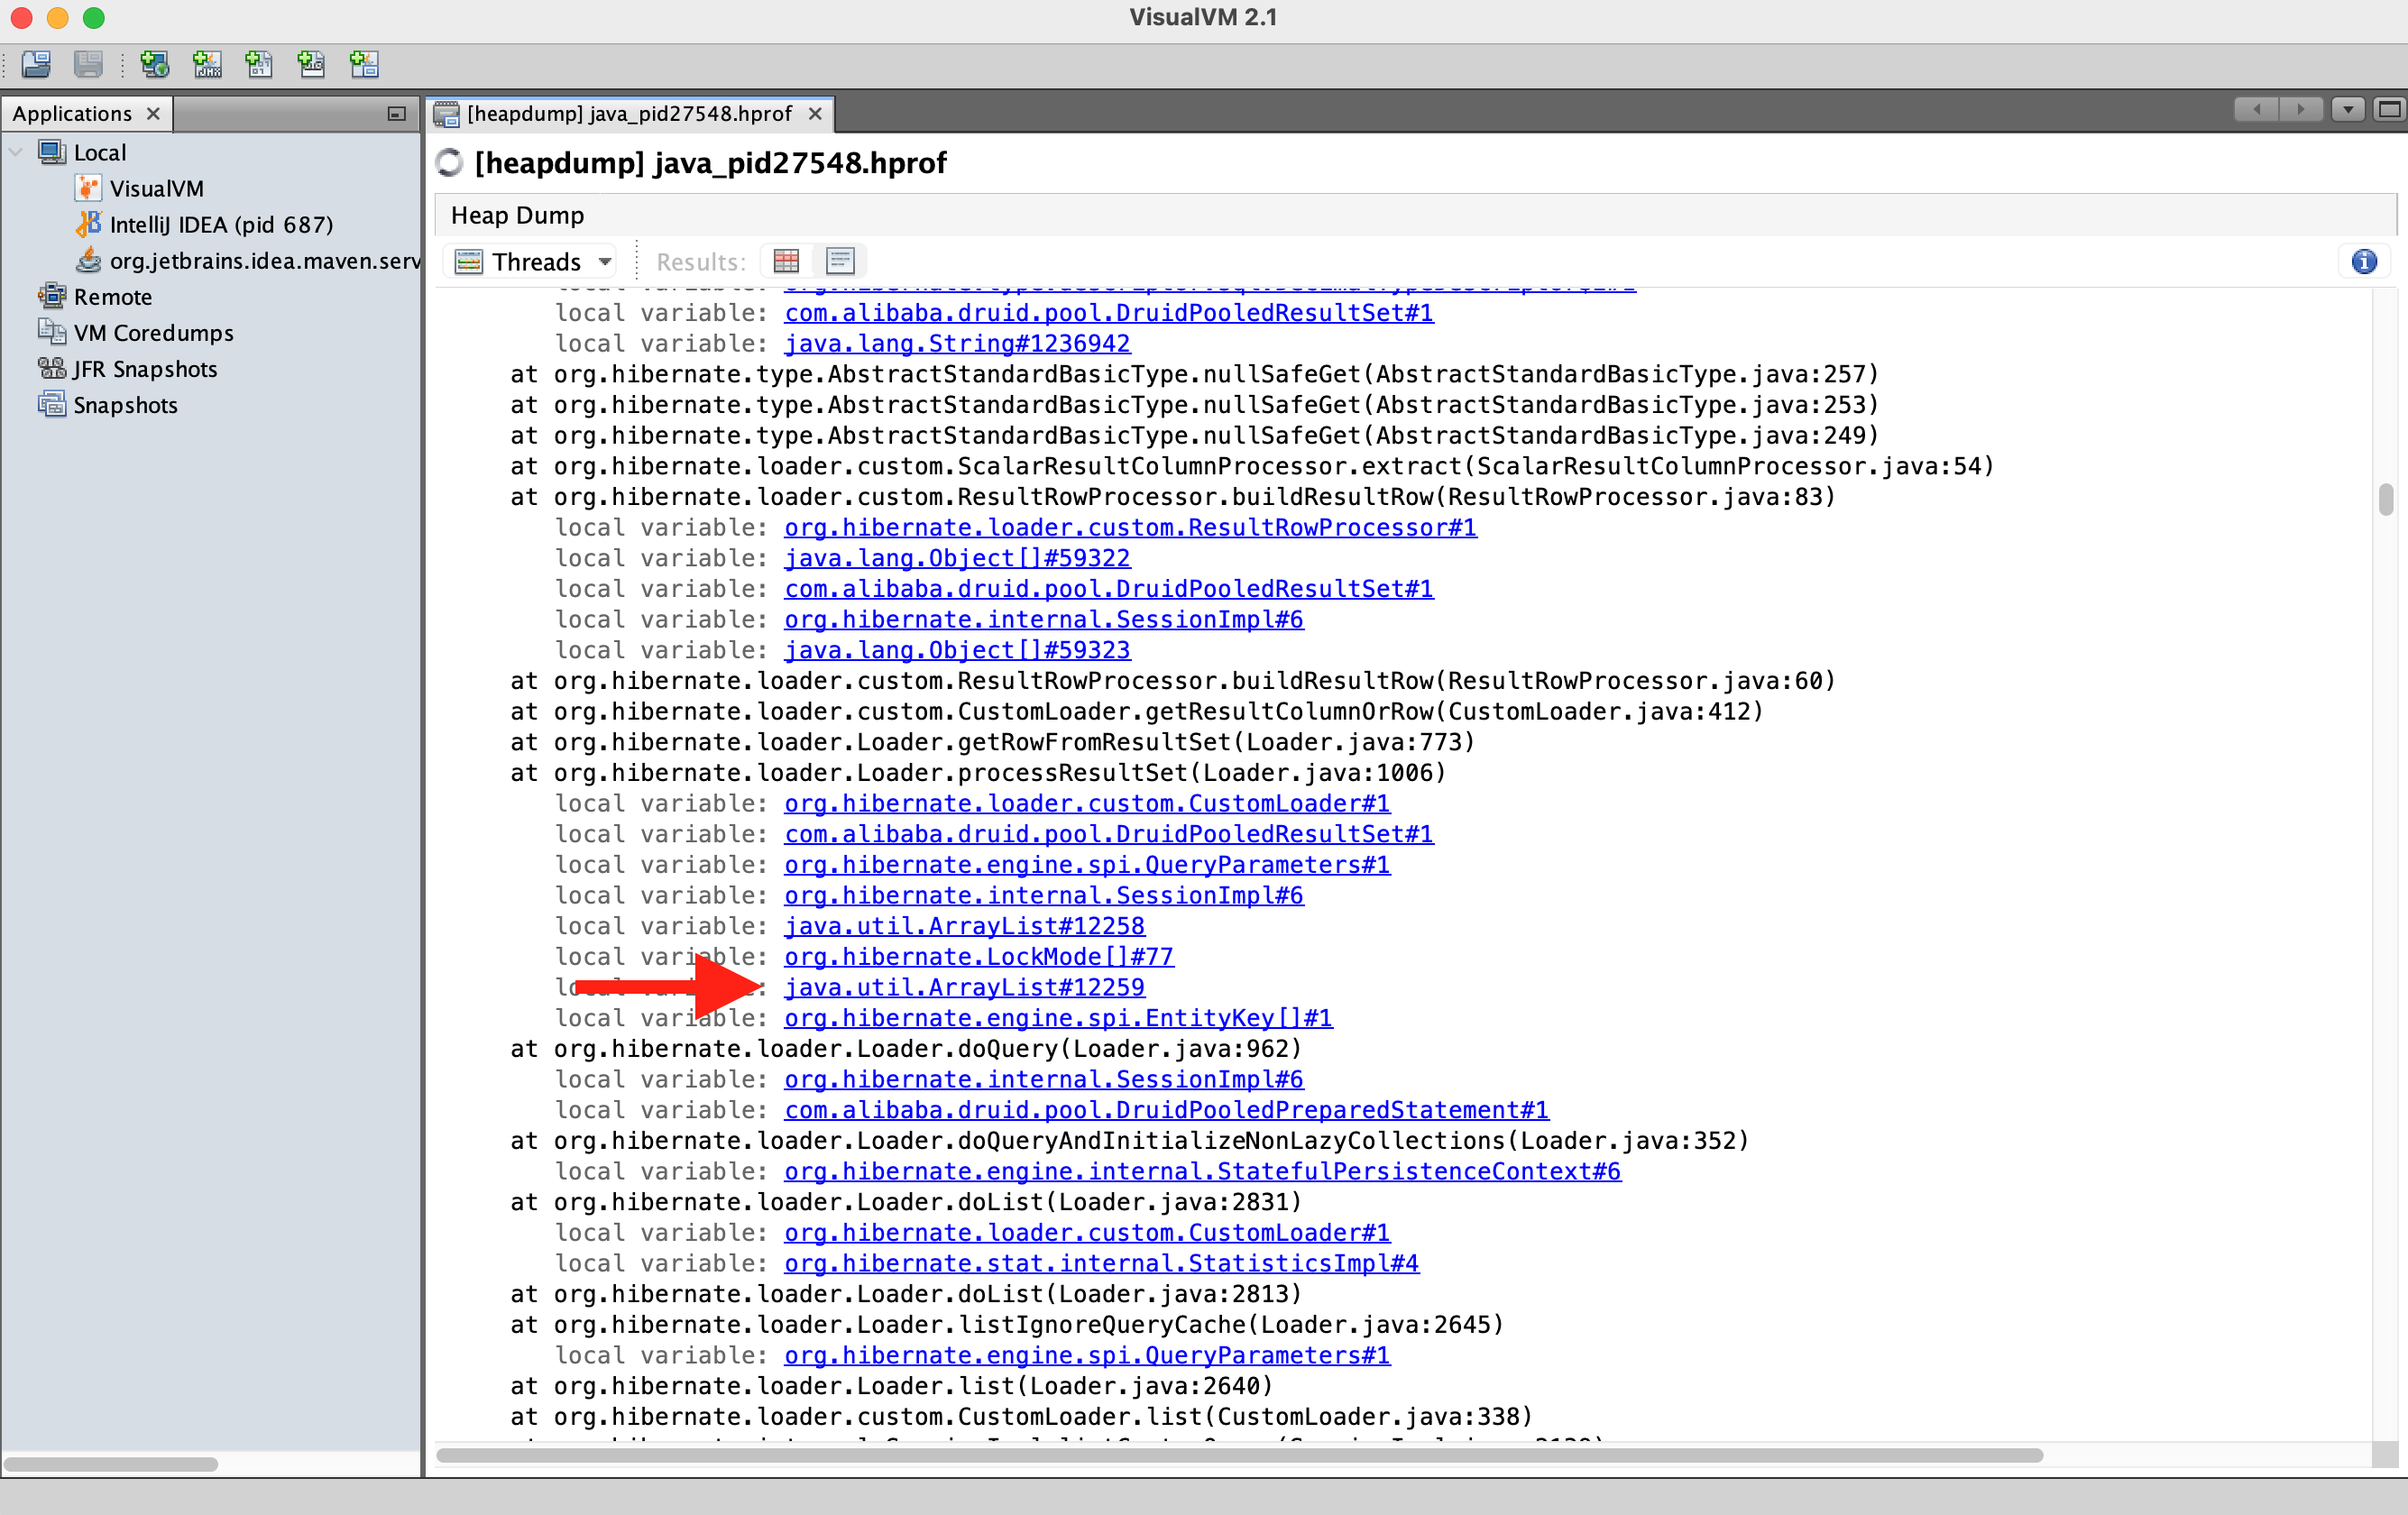 VisualVM 2.1
Applications
[heapdump] java_pid27548.hprof
Local
VisualVM
IntelliJ IDEA (pid 687)
org.jetbrains.idea.maven.serv
Remote
VM Coredumps
JFR Snapshots
Snapshots
[heapdump] java_pid27548.hprof
Heap Dump
Threads
Results:
local variable: com.alibaba.druid.pool.DruidPooledResultSet#1
local variable: java.lang.String#1236942
at org.hibernate.type.AbstractStandardBasicType.nullSafeGet(AbstractStandardBasicType.java:257)
at org.hibernate.type.AbstractStandardBasicType.nullSafeGet(AbstractStandardBasicType.java:253)
at org.hibernate.type.AbstractStandardBasicType.nullSafeGet(AbstractStandardBasicType.java:249)
at org.hibernate.loader.custom.ScalarResultColumnProcessor.extract(ScalarResultColumnProcessor.java:54)
at org.hibernate.loader.custom.ResultRowProcessor.buildResultRow(ResultRowProcessor.java:83)
local variable: org.hibernate.loader.custom.ResultRowProcessor#1
local variable: java.lang.Object[]#59322
local variable: com.alibaba.druid.pool.DruidPooledResultSet#1
local variable: org.hibernate.internal.SessionImpl#6
local variable: java.lang.Object[]#59323
at org.hibernate.loader.custom.ResultRowProcessor.buildResultRow(ResultRowProcessor.java:60)
at org.hibernate.loader.custom.CustomLoader.getResultColumnOrRow(CustomLoader.java:412)
at org.hibernate.loader.Loader.getRowFromResultSet(Loader.java:773)
at org.hibernate.loader.Loader.processResultSet(Loader.java:1006)
local variable: org.hibernate.loader.custom.CustomLoader#1
local variable: com.alibaba.druid.pool.DruidPooledResultSet#1
local variable: org.hibernate.engine.spi.QueryParameters#1
local variable: org.hibernate.internal.SessionImpl#6
local variable: java.util.ArrayList#12258
local variable: org.hibernate.LockMode[]#77
java.util.ArrayList#12259
local variable: org.hibernate.engine.spi.EntityKey[]#1
at org.hibernate.loader.Loader.doQuery(Loader.java:962)
local variable: org.hibernate.internal.SessionImpl#6
local variable: com.alibaba.druid.pool.DruidPooledPreparedStatement#1
at org.hibernate.loader.Loader.doQueryAndInitializeNonLazyCollections(Loader.java:352)
local variable: org.hibernate.engine.internal.StatefulPersistenceContext#6
at org.hibernate.loader.Loader.doList(Loader.java:2831)
local variable: org.hibernate.loader.custom.CustomLoader#1
local variable: org.hibernate.stat.internal.StatisticsImpl#4
at org.hibernate.loader.Loader.doList(Loader.java:2813)
at org.hibernate.loader.Loader.listIgnoreQueryCache(Loader.java:2645)
local variable: org.hibernate.engine.spi.QueryParameters#1
at org.hibernate.loader.Loader.list(Loader.java:2640)
at org.hibernate.loader.custom.CustomLoader.list(CustomLoader.java:338)